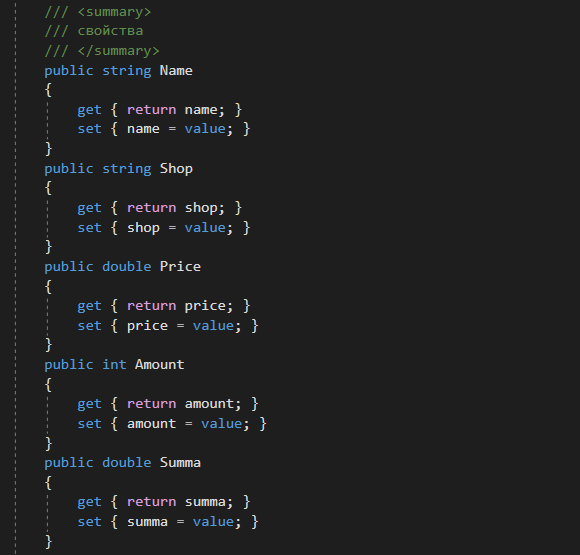 /// <summary>
/// свойства
/// </summary>
public string Name
{
get { return name; }
set { name = value; }
}
public string Shop
{
get { return shop; }
set { shop = value; }
}
public double Price
{
get { return price; }
set { price = value; }
}
public int Amount
{
get { return amount; }
set { amount = value; }
}
public double Summa
{
get { return summa; }
set { summa = value; }
}